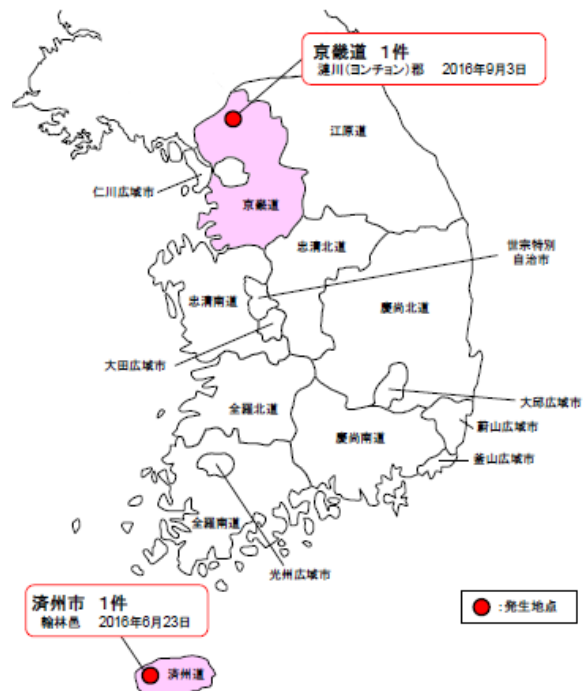 京畿道 1件
漣川(ヨンチョン)郡 2016年9月3日
江原道
仁川広域市
京畿道
忠清北道
世宗特別
自治市
忠清南道
慶尚北道
大田広域市
大邱広域市
全羅北道
蔚山広域市
慶尚南道
釜山広域市
全羅南道
光州広域市
済州市 1件
翰林邑 2016年6月23日
:発生地点
済州道